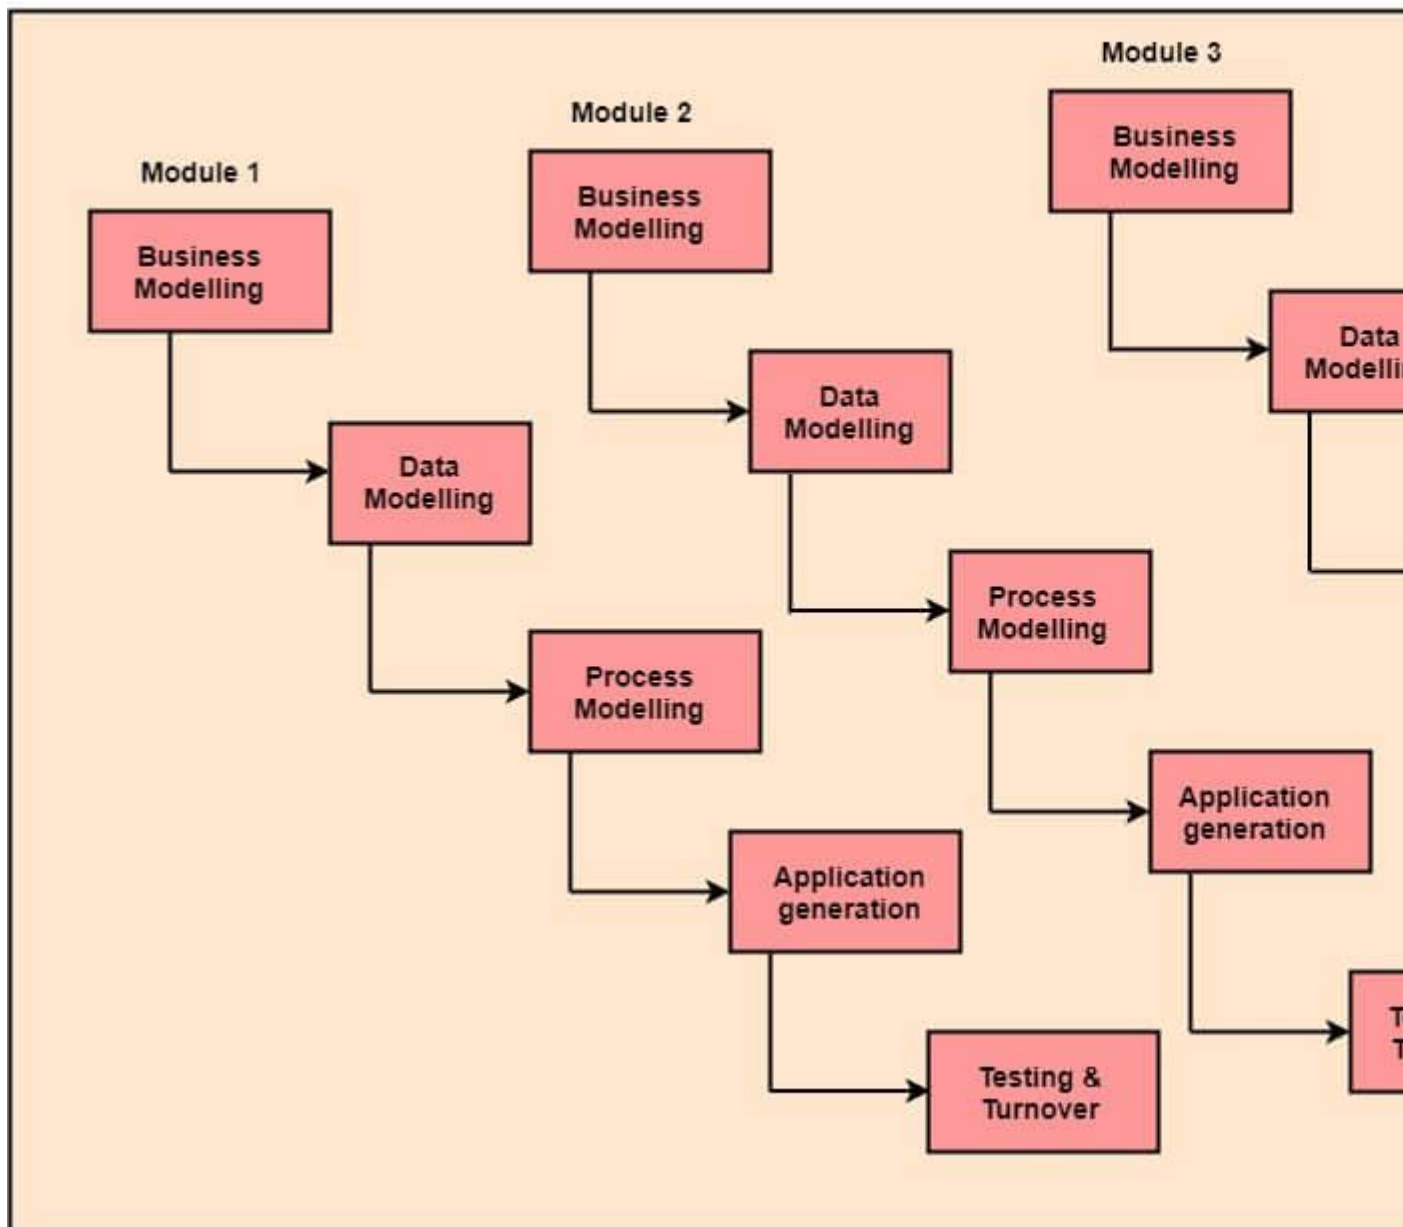 Module 1
Business
Modelling
Data
Modelling
Process
Modelling
Application
generation
Testing &
Turnover
Module 2
Business
Modelling
Data
Modelling
Process
Modelling
Application
generation
Module 3
Business
Modelling
Data